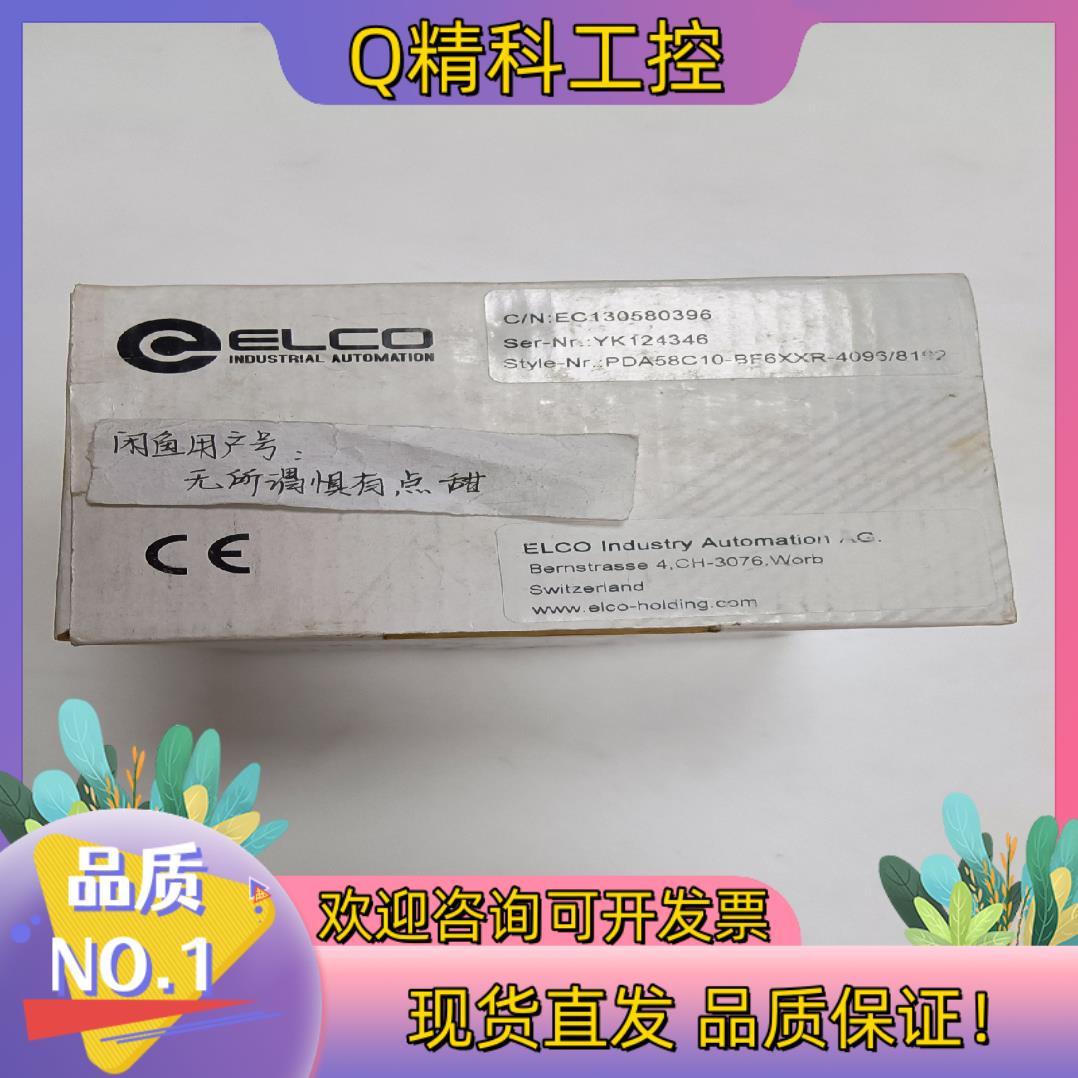 Q精科工控
ELCO
INDUSTRIAL AUTOMATION
C/N:EC130580396
Ser-Nr.:YK124346
Style-Nr.:PDA58C10-BF6XXR-4096/8192
闲鱼用户号:
无所谓惧有点甜
CE
ELCO Industry Automation AG.
Bernstrasse 4,CH-3076,Worb
Switzerland
www.elco-holding.com
品质
NO.1
欢迎咨询可开发票
现货直发 品质保证!